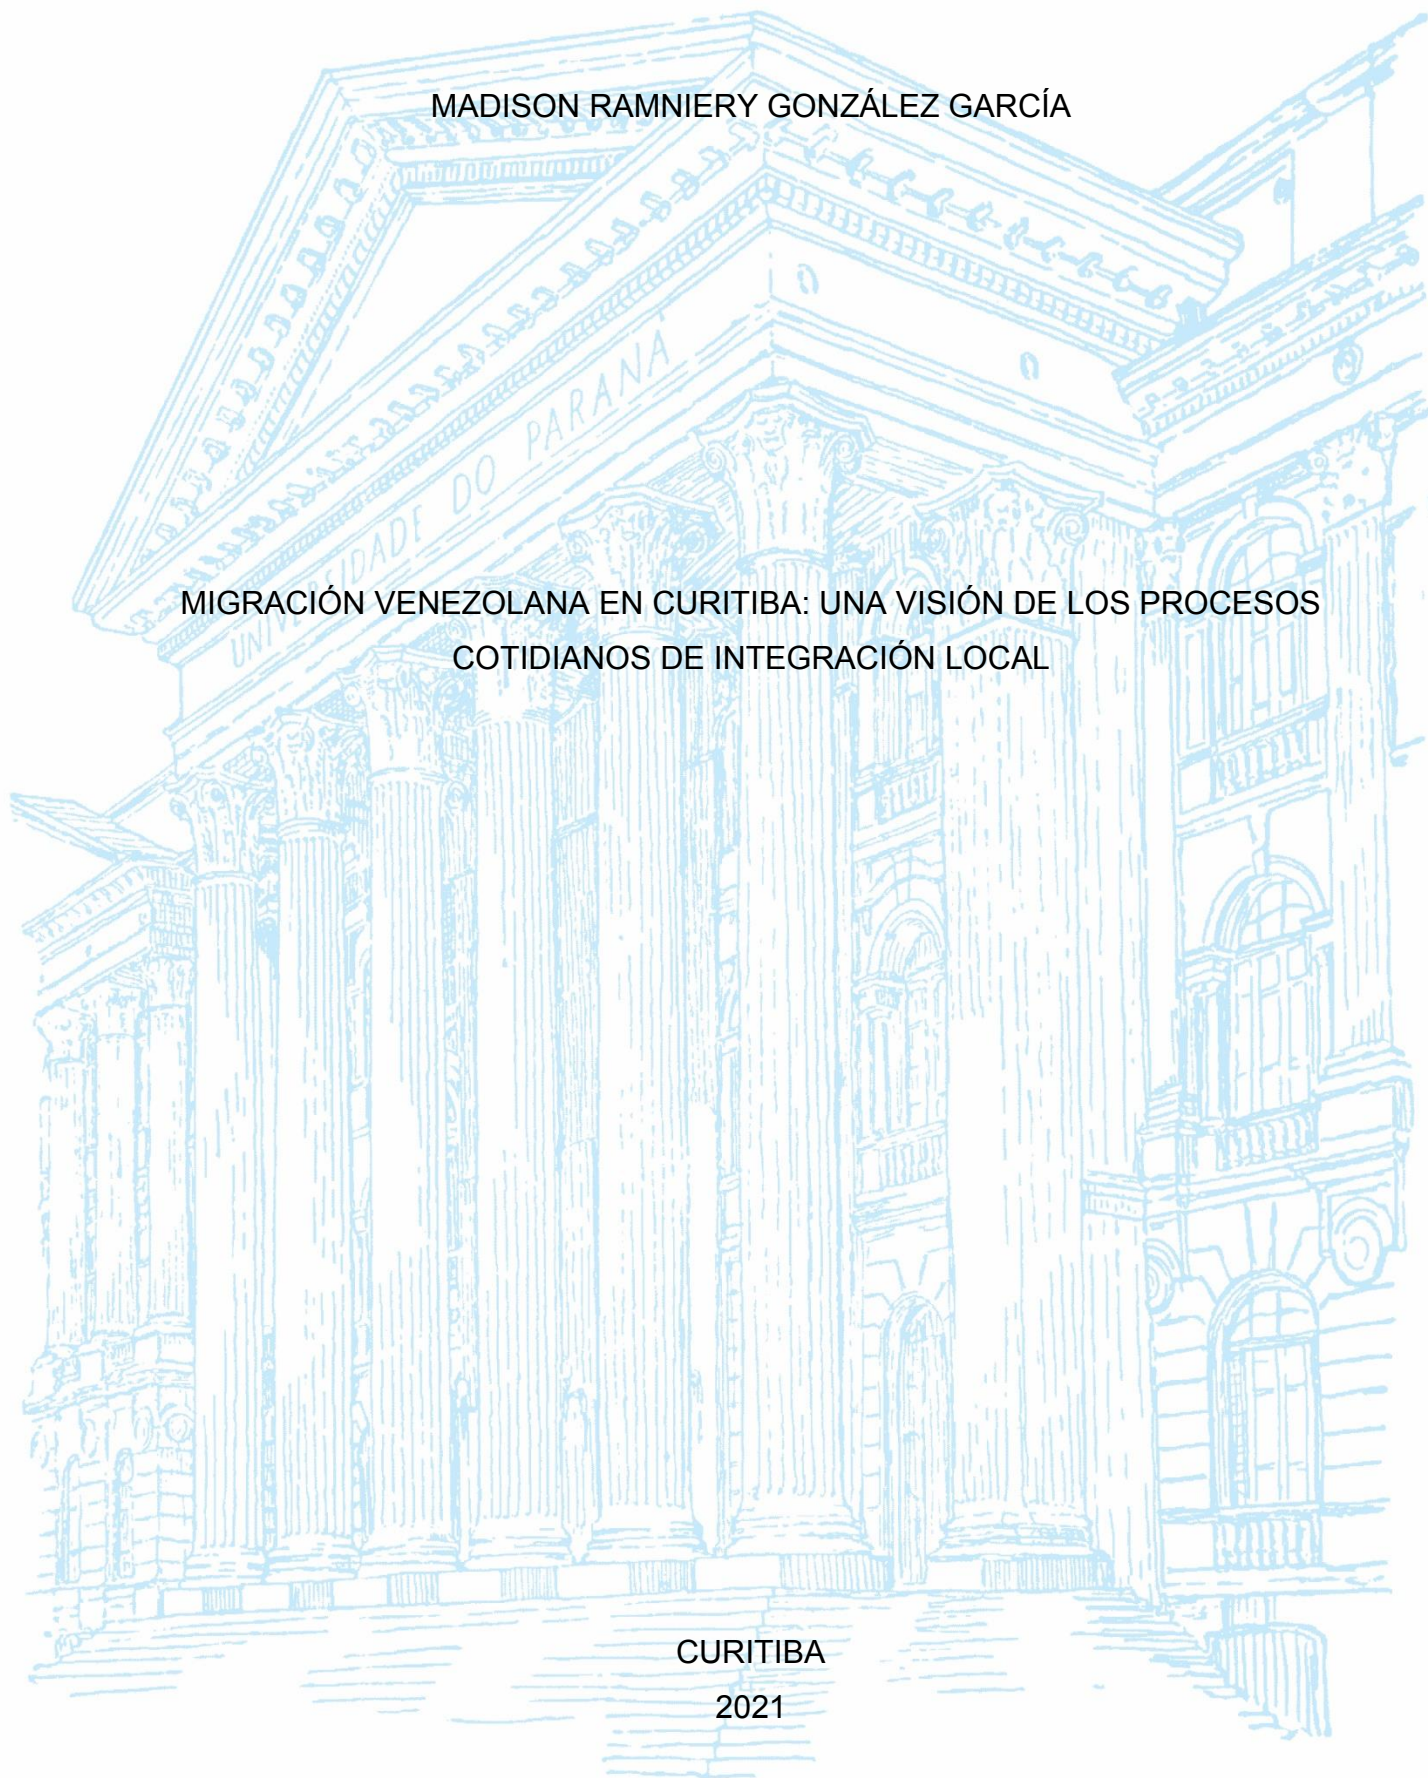 MADISON RAMNIERY GONZÁLEZ GARCÍA
UNIVERSIDADE DO PARANÁ
MIGRACIÓN VENEZOLANA EN CURITIBA: UNA VISIÓN DE LOS PROCESOS
COTIDIANOS DE INTEGRACIÓN LOCAL
CURITIBA
2021